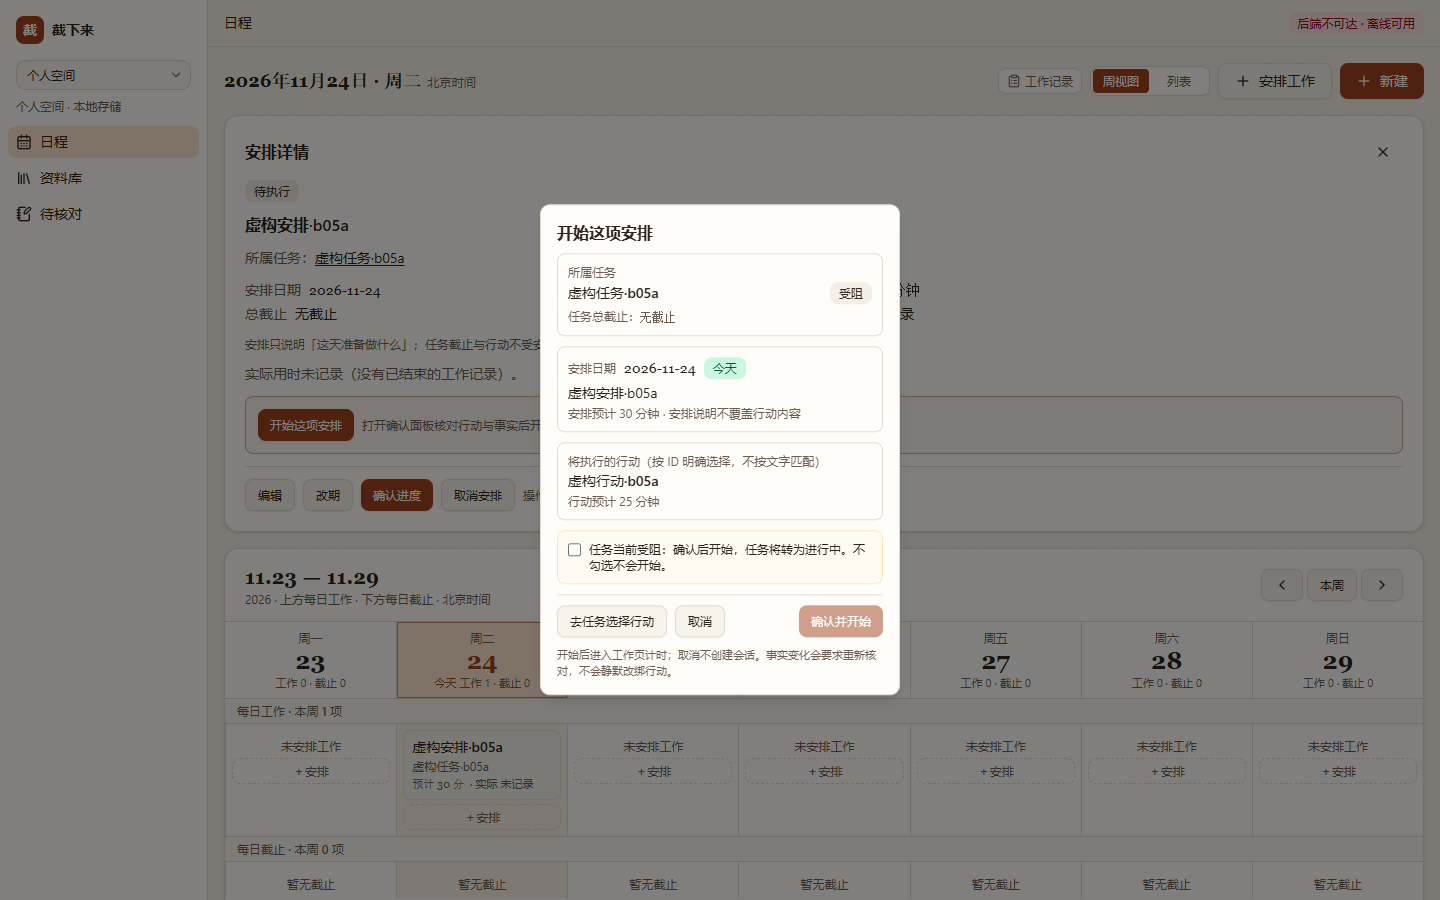 截 截下来
个人空间
个人空间 · 本地存储
日程
资料库
待核对
日程
后端不可达 · 离线可用
2026年11月24日 · 周二 北京时间
工作记录
周视图
列表
+ 安排工作
+ 新建
安排详情
待执行
虚构安排·b05a
所属任务：虚构任务·b05a
安排日期 2026-11-24
分钟
总截止 无截止
录
安排只说明「这天准备做什么」；任务截止与行动不受安
实际用时未记录（没有已结束的工作记录）。
开始这项安排
打开确认面板核对行动与事实后开
编辑
改期
确认进度
取消安排
操作
开始这项安排
所属任务
虚构任务·b05a
受阻
任务总截止：无截止
安排日期 2026-11-24 今天
虚构安排·b05a
安排预计 30 分钟 · 安排说明不覆盖行动内容
将执行的行动（按 ID 明确选择，不按文字匹配）
虚构行动·b05a
行动预计 25 分钟
任务当前受阻：确认后开始，任务将转为进行中。不
勾选不会开始。
去任务选择行动
取消
确认并开始
开始后进入工作页计时；取消不创建会话。事实变化会要求重新核
对，不会静默改绑行动。
11.23 — 11.29
2026 · 上方每日工作 · 下方每日截止 · 北京时间
本周
周一
23
工作 0 · 截止 0
周二
24
今天 工作 1 · 截止 0
周五
27
工作 0 · 截止 0
周六
28
工作 0 · 截止 0
周日
29
工作 0 · 截止 0
每日工作 · 本周 1 项
未安排工作
+ 安排
虚构安排·b05a
虚构任务·b05a
预计 30 分 · 实际 未记录
+ 安排
未安排工作
+ 安排
未安排工作
+ 安排
未安排工作
+ 安排
未安排工作
+ 安排
未安排工作
+ 安排
每日截止 · 本周 0 项
暂无截止
暂无截止
暂无截止
暂无截止
暂无截止
暂无截止
暂无截止